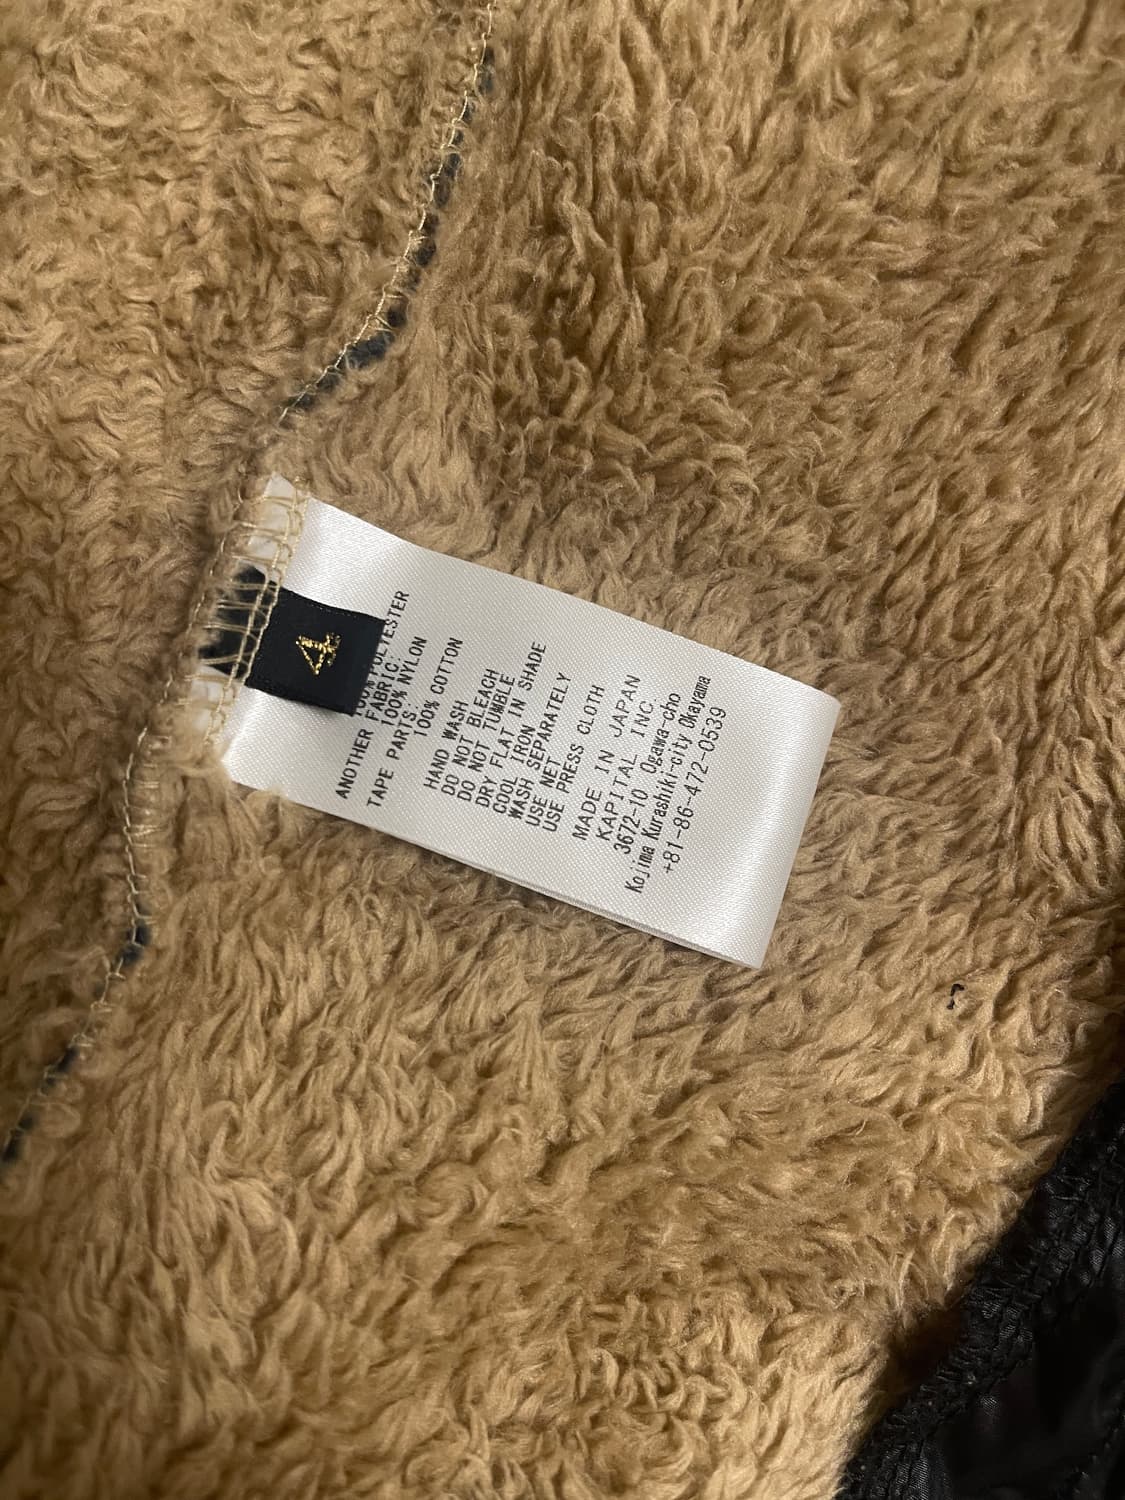 4
100% POLYESTER
ANOTHER FABRIC.
100% NYLON
TAPE PARTS.
100% COTTON
HAND WASH
DO NOT BLEACH
DO NOT TUMBLE
DRY FLAT IN SHADE
COOL IRON
WASH SEPARATELY
USE NET
USE PRESS CLOTH
MADE IN JAPAN
KAPITAL INC.
3672-10 Ogawa-cho
Kojima Kurashiki-city Okayama
+81-86-472-0539